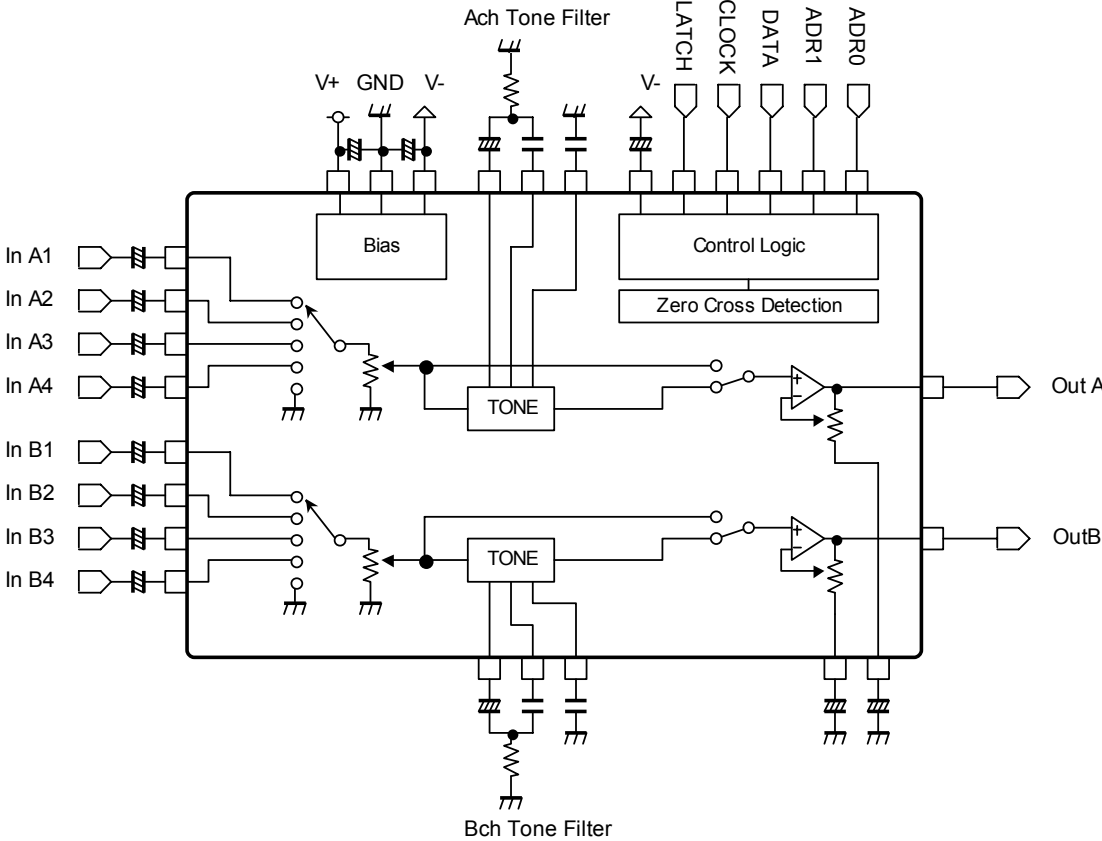 Ach Tone Filter
LATCH
CLOCK
DATA
ADR1
ADR0
V+ GND V-
V-
Bias
Control Logic
Zero Cross Detection
In A1
In A2
In A3
In A4
TONE
Out A
In B1
In B2
In B3
In B4
TONE
OutB
Bch Tone Filter